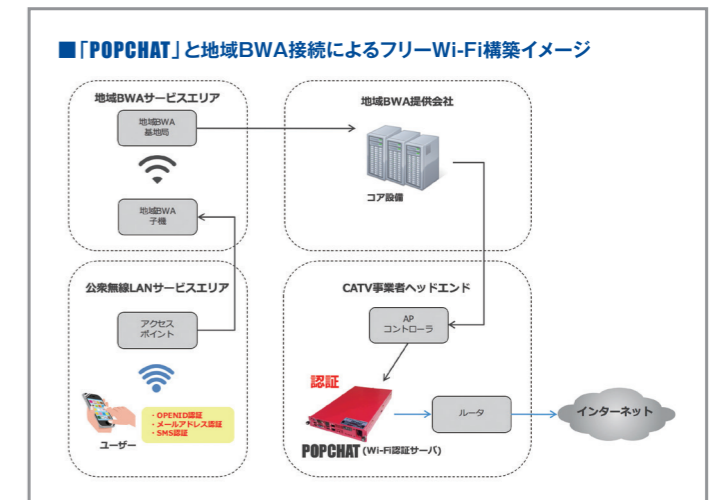 ■「POPCHAT」と地域BWA接続によるフリーWi-Fi構築イメージ
地域BWAサービスエリア
地域BWA
基地局
地域BWA
子機
地域BWA提供会社
コア設備
公衆無線LANサービスエリア
アクセス
ポイント
ユーザー
・OPENID認証
・メールアドレス認証
・SMS認証
CATV事業者ヘッドエンド
AP
コントローラ
認証
POPCHAT (Wi-Fi認証サーバ)
ルータ
インターネット